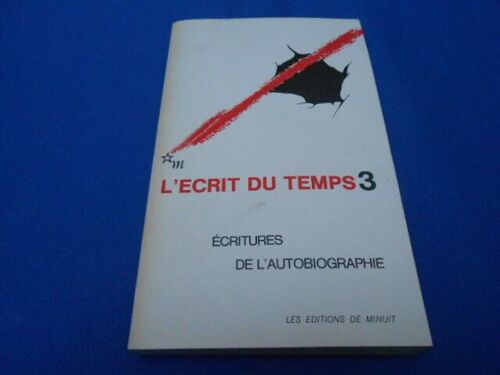 m
L'ECRIT DU TEMPS 3
ÉCRITURES
DE L'AUTOBIOGRAPHIE
LES EDITIONS DE MINUIT